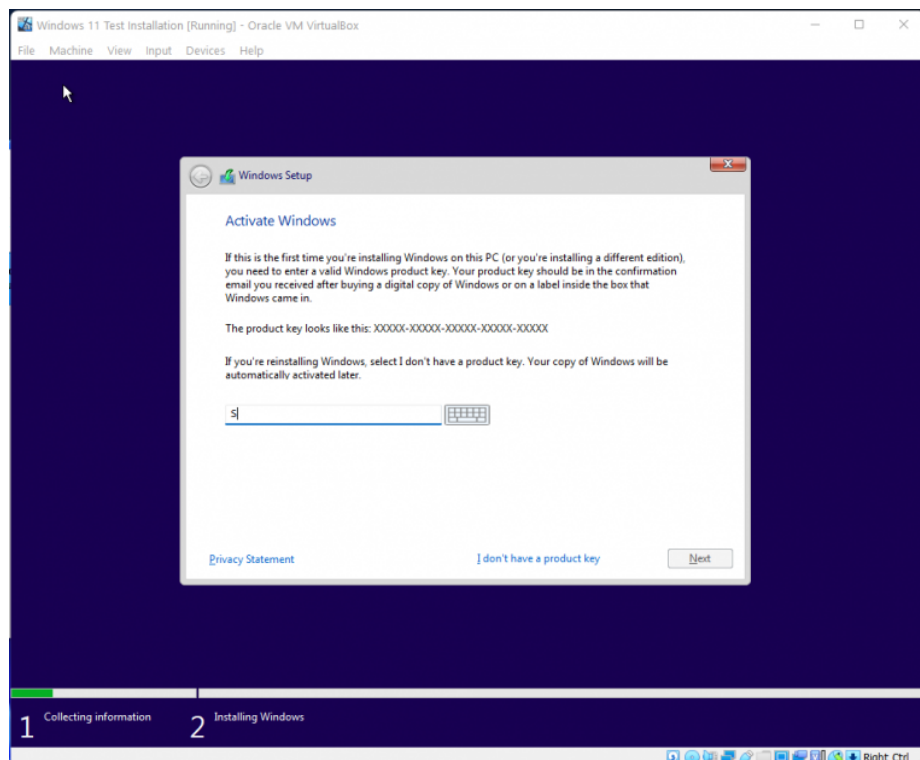 Windows 11 Test Installation [Running] - Oracle VM VirtualBox
File Machine View Input Devices Help
Windows Setup
Activate Windows
If this is the first time you're installing Windows on this PC (or you're installing a different edition),
you need to enter a valid Windows product key. Your product key should be in the confirmation
email you received after buying a digital copy of Windows or on a label inside the box that
Windows came in.
The product key looks like this: XXXXX-XXXXX-XXXXX-XXXXX-XXXXX
If you're reinstalling Windows, select I don't have a product key. Your copy of Windows will be
automatically activated later.
S
Privacy Statement I don't have a product key Next
1 Collecting information 2 Installing Windows
Right Ctrl